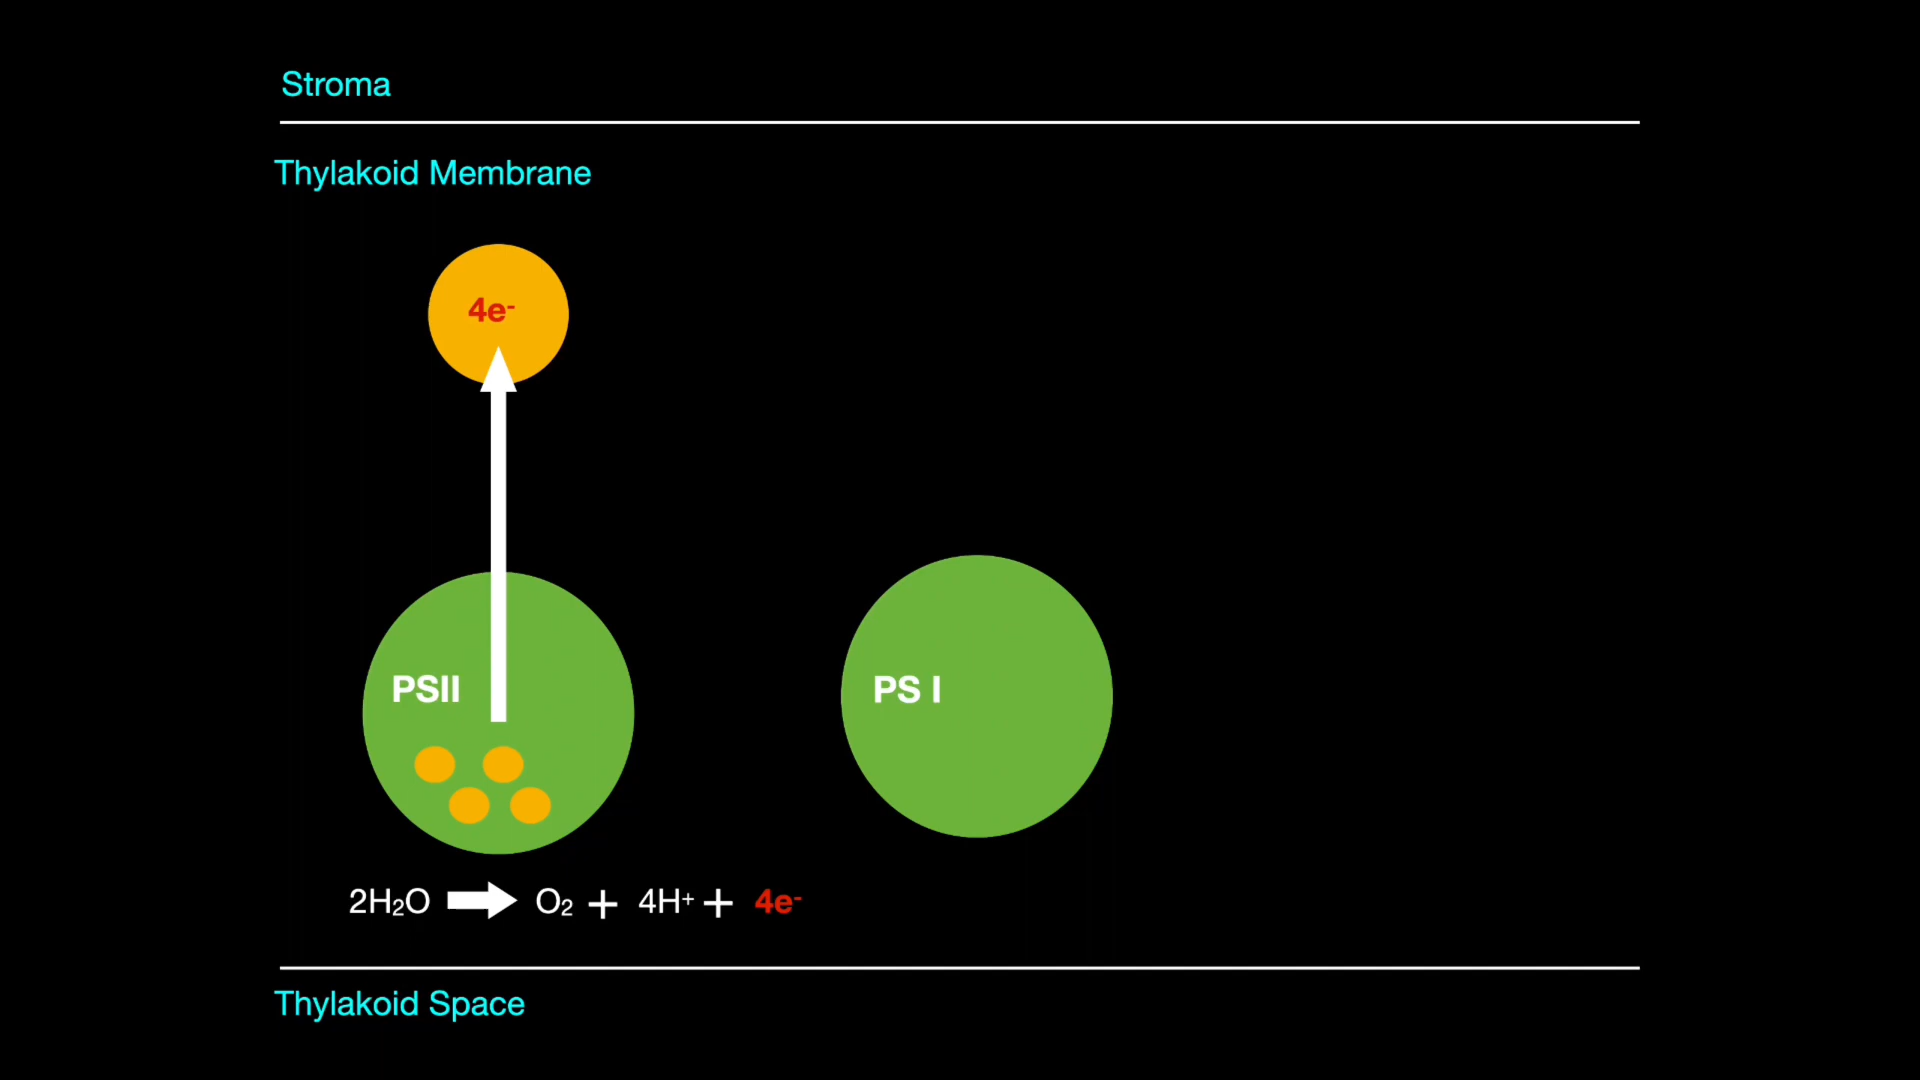 Stroma
Thylakoid Membrane
4e⁻
PSII
PS I
2H₂O → O₂ + 4H⁺ + 4e⁻
Thylakoid Space